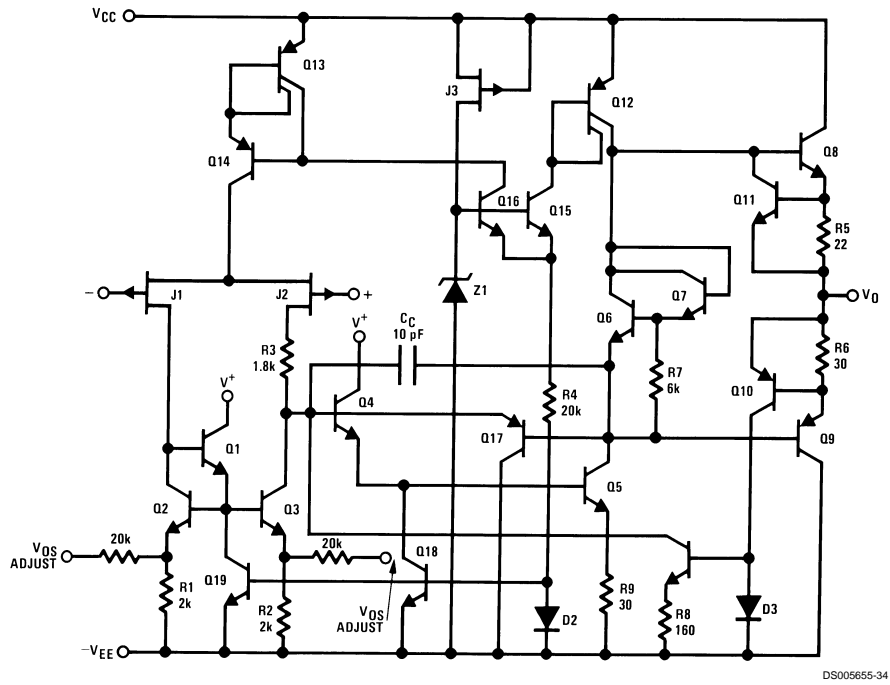 VCC
Q13
J3
Q12
Q14
Q8
Q16
Q15
Q11
R5
22
−
J1
J2
+
Z1
Q7
VO
V+
CC
10 pF
Q6
R3
1.8k
R6
30
V+
Q4
R4
20k
R7
6k
Q10
Q1
Q17
Q9
Q2
Q3
Q5
20k
20k
Q18
VOS
ADJUST
Q19
R1
2k
R2
2k
VOS
ADJUST
D2
R9
30
R8
160
D3
−VEE
DS005655-34